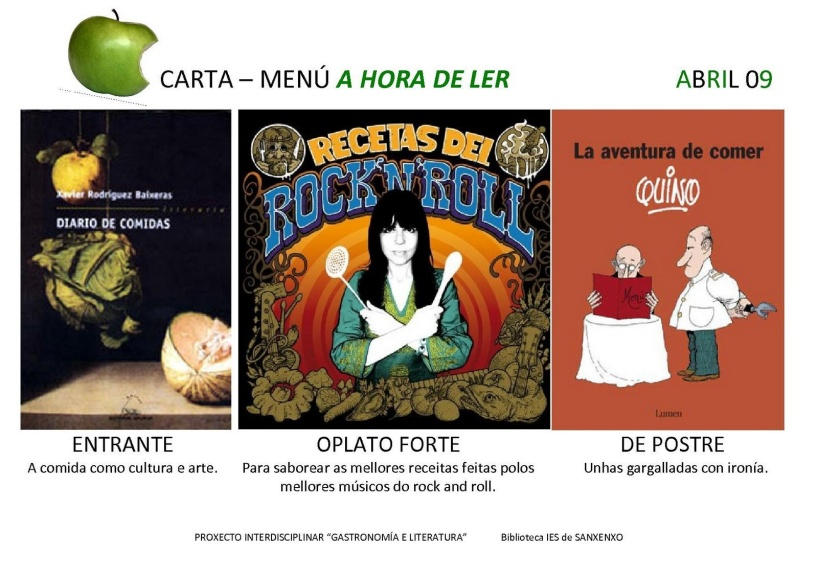 CARTA – MENÚ A HORA DE LER
ABRIL 09
Xavier Rodríguez Baixeras
literaria
DIARIO DE COMIDAS
RECETAS DEL
ROCK'N'ROLL
La aventura de comer
QUINO
Menú
Lumen
ENTRANTE
A comida como cultura e arte.
OPLATO FORTE
Para saborear as mellores receitas feitas polos
mellores músicos do rock and roll.
DE POSTRE
Unhas gargalladas con ironía.
PROXECTO INTERDISCIPLINAR “GASTRONOMÍA E LITERATURA” Biblioteca IES de SANXENXO